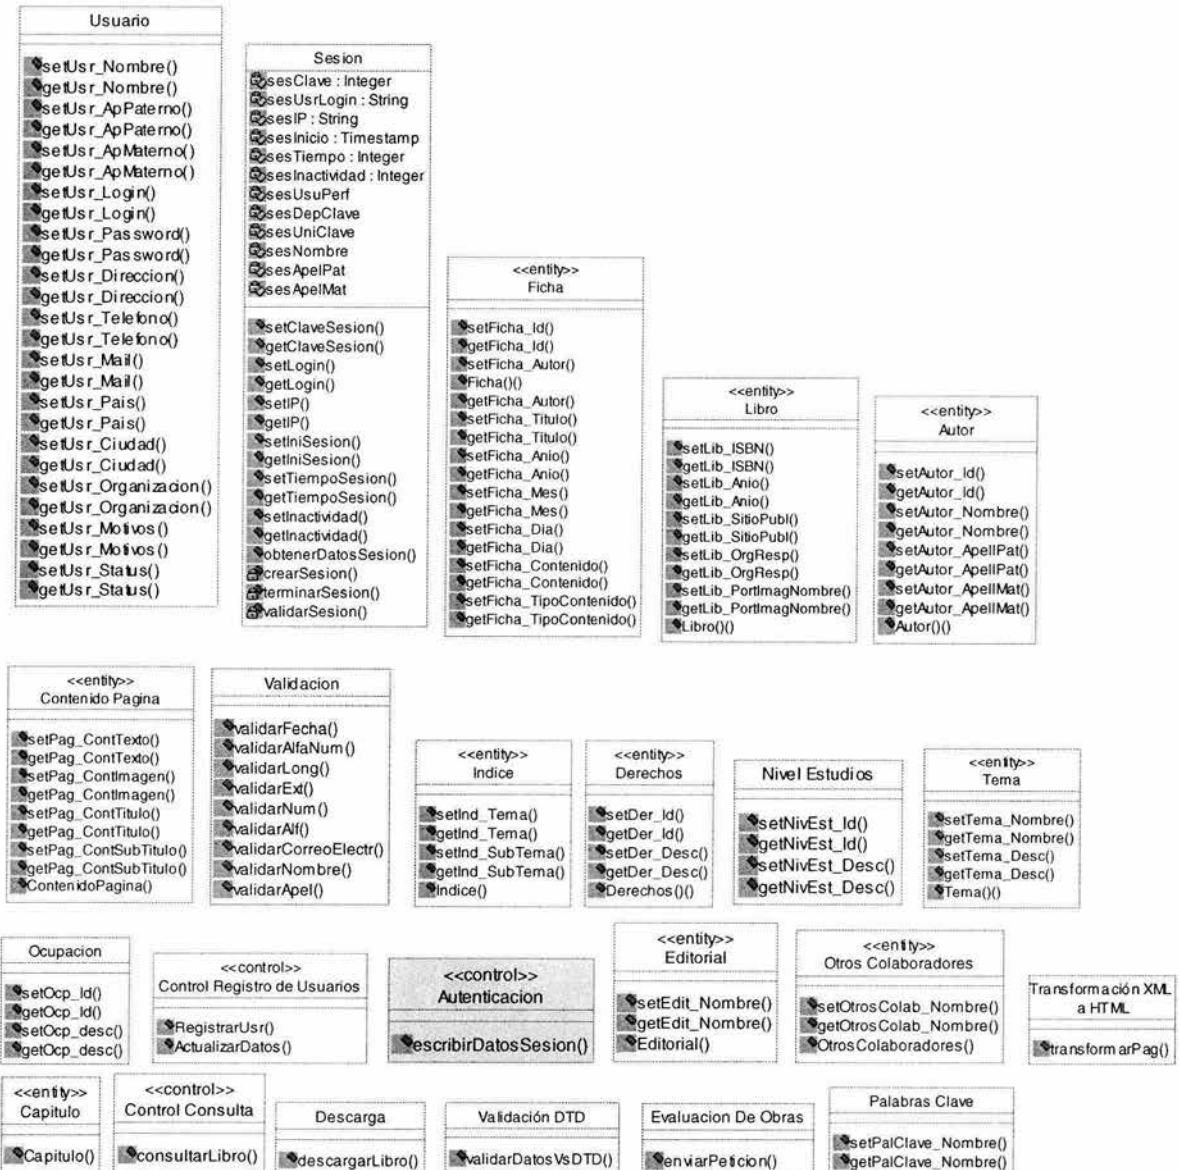 Usuario
setUsr_Nombre()
getUsr_Nombre()
setUsr_ApPaterno()
getUsr_ApPaterno()
setUsr_ApMaterno()
getUsr_ApMaterno()
setUsr_Login()
getUsr_Login()
setUsr_Password()
getUsr_Password()
setUsr_Direccion()
getUsr_Direccion()
setUsr_Telefono()
getUsr_Telefono()
setUsr_Mail()
getUsr_Mail()
setUsr_Pais()
getUsr_Pais()
setUsr_Ciudad()
getUsr_Ciudad()
setUsr_Organizacion()
getUsr_Organizacion()
setUsr_Motivos()
getUsr_Motivos()
setUsr_Status()
getUsr_Status()
Sesion
sesClave : Integer
sesUsrLogin : String
sesIP : String
sesInicio : Timestamp
sesTiempo : Integer
sesInactividad : Integer
sesUsuPerf
sesDepClave
sesUniClave
sesNombre
sesApelPat
sesApelMat
setClaveSesion()
getClaveSesion()
setLogin()
getLogin()
setIP()
getIP()
setIniSesion()
getIniSesion()
setTiempoSesion()
getTiempoSesion()
setInactividad()
getInactividad()
obtenerDatosSesion()
crearSesion()
terminarSesion()
validarSesion()
<<entity>>
Ficha
setFicha_Id()
getFicha_Id()
setFicha_Autor()
Ficha()()
getFicha_Autor()
setFicha_Titulo()
getFicha_Titulo()
setFicha_Anio()
getFicha_Anio()
setFicha_Mes()
getFicha_Mes()
setFicha_Dia()
getFicha_Dia()
setFicha_Contenido()
getFicha_Contenido()
setFicha_TipoContenido()
getFicha_TipoContenido()
<<entity>>
Libro
setLib_ISBN()
getLib_ISBN()
setLib_Anio()
getLib_Anio()
setLib_SitioPubl()
getLib_SitioPubl()
setLib_OrgResp()
getLib_OrgResp()
setLib_PortImagNombre()
getLib_PortImagNombre()
Libro()()
<<entity>>
Autor
setAutor_Id()
getAutor_Id()
setAutor_Nombre()
getAutor_Nombre()
setAutor_ApellPat()
getAutor_ApellPat()
setAutor_ApellMat()
getAutor_ApellMat()
Autor()()
<<entity>>
Contenido Pagina
setPag_ContTexto()
getPag_ContTexto()
setPag_ContImagen()
getPag_ContImagen()
setPag_ContTitulo()
getPag_ContTitulo()
setPag_ContSubTitulo()
getPag_ContSubTitulo()
ContenidoPagina()
Validacion
validarFecha()
validarAlfaNum()
validarLong()
validarExt()
validarNum()
validarAlf()
validarCorreoElectr()
validarNombre()
validarApel()
<<entity>>
Indice
setInd_Tema()
getInd_Tema()
setInd_SubTema()
getInd_SubTema()
Indice()
<<entity>>
Derechos
setDer_Id()
getDer_Id()
setDer_Desc()
getDer_Desc()
Derechos()()
Nivel Estudios
setNivEst_Id()
getNivEst_Id()
setNivEst_Desc()
getNivEst_Desc()
<<entity>>
Tema
setTema_Nombre()
getTema_Nombre()
setTema_Desc()
getTema_Desc()
Tema()()
Ocupacion
setOcp_Id()
getOcp_Id()
setOcp_desc()
getOcp_desc()
<<control>>
Control Registro de Usuarios
RegistrarUsr()
ActualizarDatos()
<<control>>
Autenticacion
escribirDatosSesion()
<<entity>>
Editorial
setEdit_Nombre()
getEdit_Nombre()
Editorial()
<<entity>>
Otros Colaboradores
setOtrosColab_Nombre()
getOtrosColab_Nombre()
OtrosColaboradores()
Transformación XML
a HTML
transformarPag()
<<entity>>
Capitulo
Capitulo()
<<control>>
Control Consulta
consultarLibro()
Descarga
descargarLibro()
Validación DTD
validarDatosVsDTD()
Evaluacion De Obras
enviarPeticion()
Palabras Clave
setPalClave_Nombre()
getPalClave_Nombre()